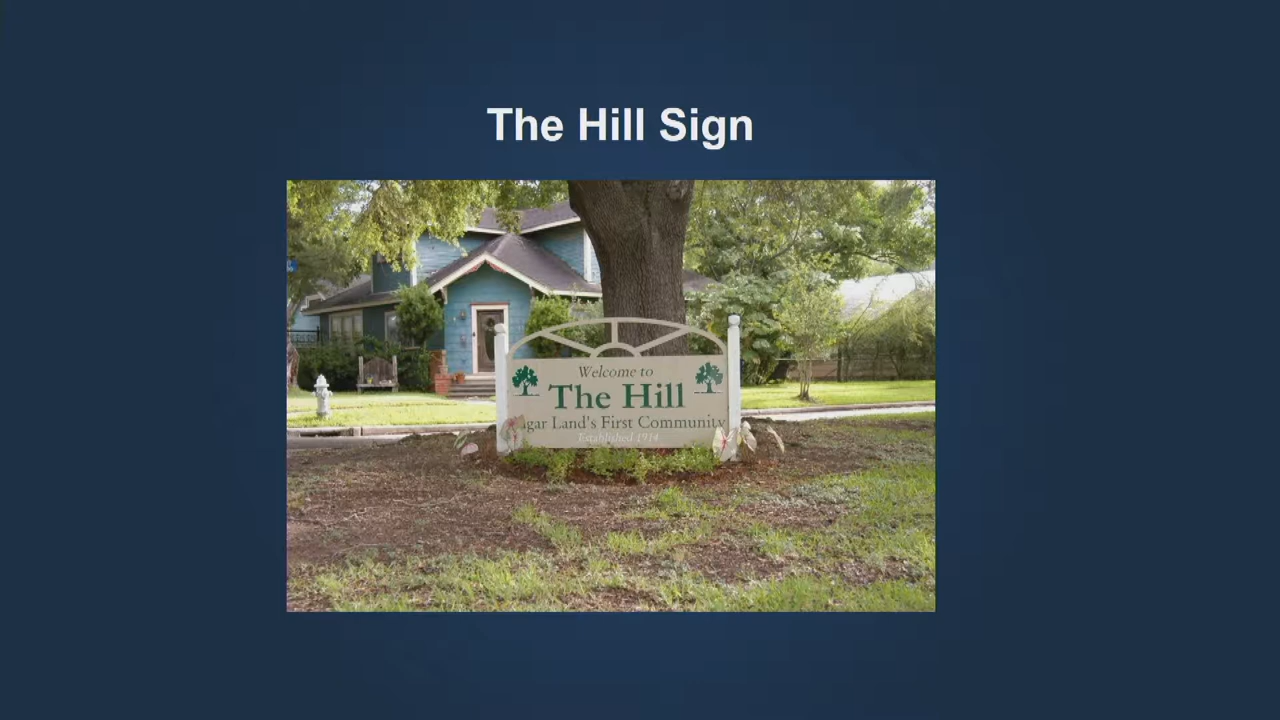 The Hill Sign
Welcome to
The Hill
gar Land's First Community
Established 1914